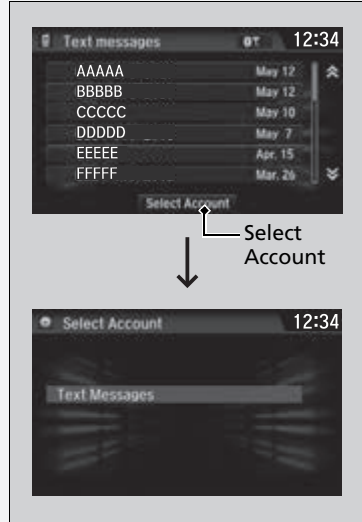 Text messages 12:34
AAAAA May 12
BBBBB May 12
CCCCC May 10
DDDDD May 7
EEEEE Apr. 15
FFFFF Mar. 26
Select Account
Select
Account
Select Account 12:34
Text Messages